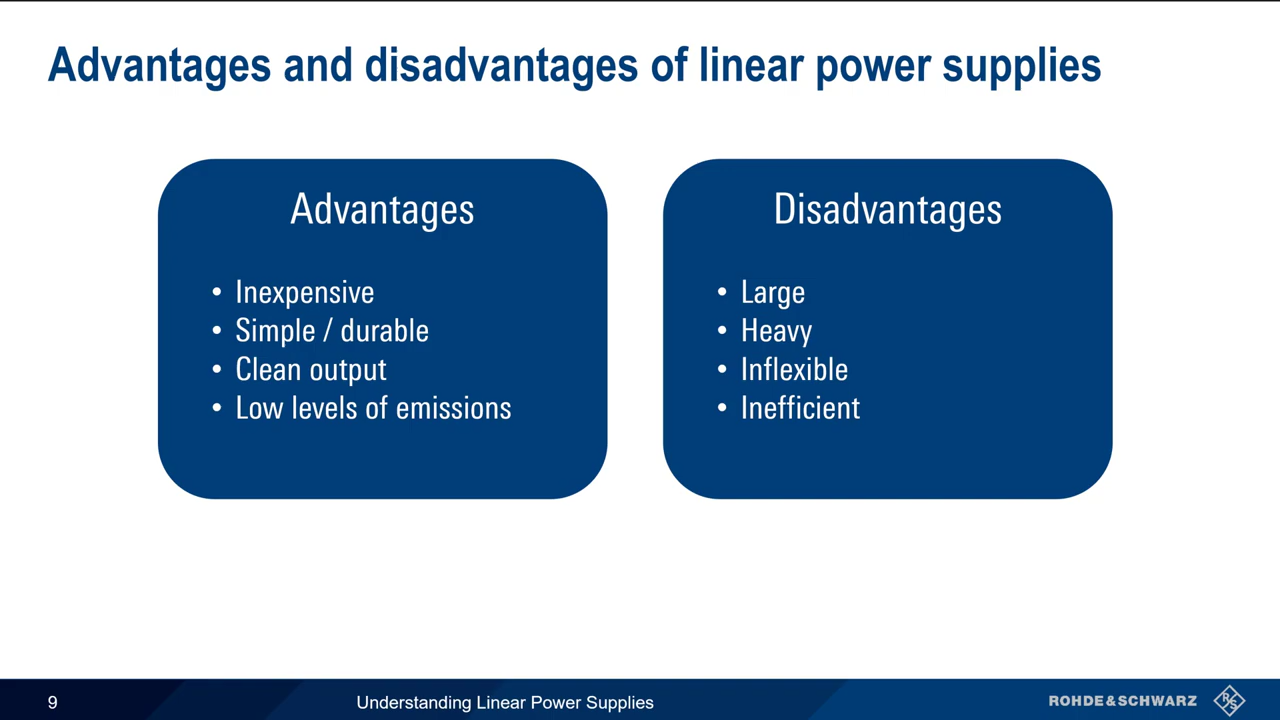 Advantages and disadvantages of linear power supplies
Advantages
• Inexpensive
• Simple / durable
• Clean output
• Low levels of emissions
Disadvantages
• Large
• Heavy
• Inflexible
• Inefficient
9
Understanding Linear Power Supplies
ROHDE & SCHWARZ
R S